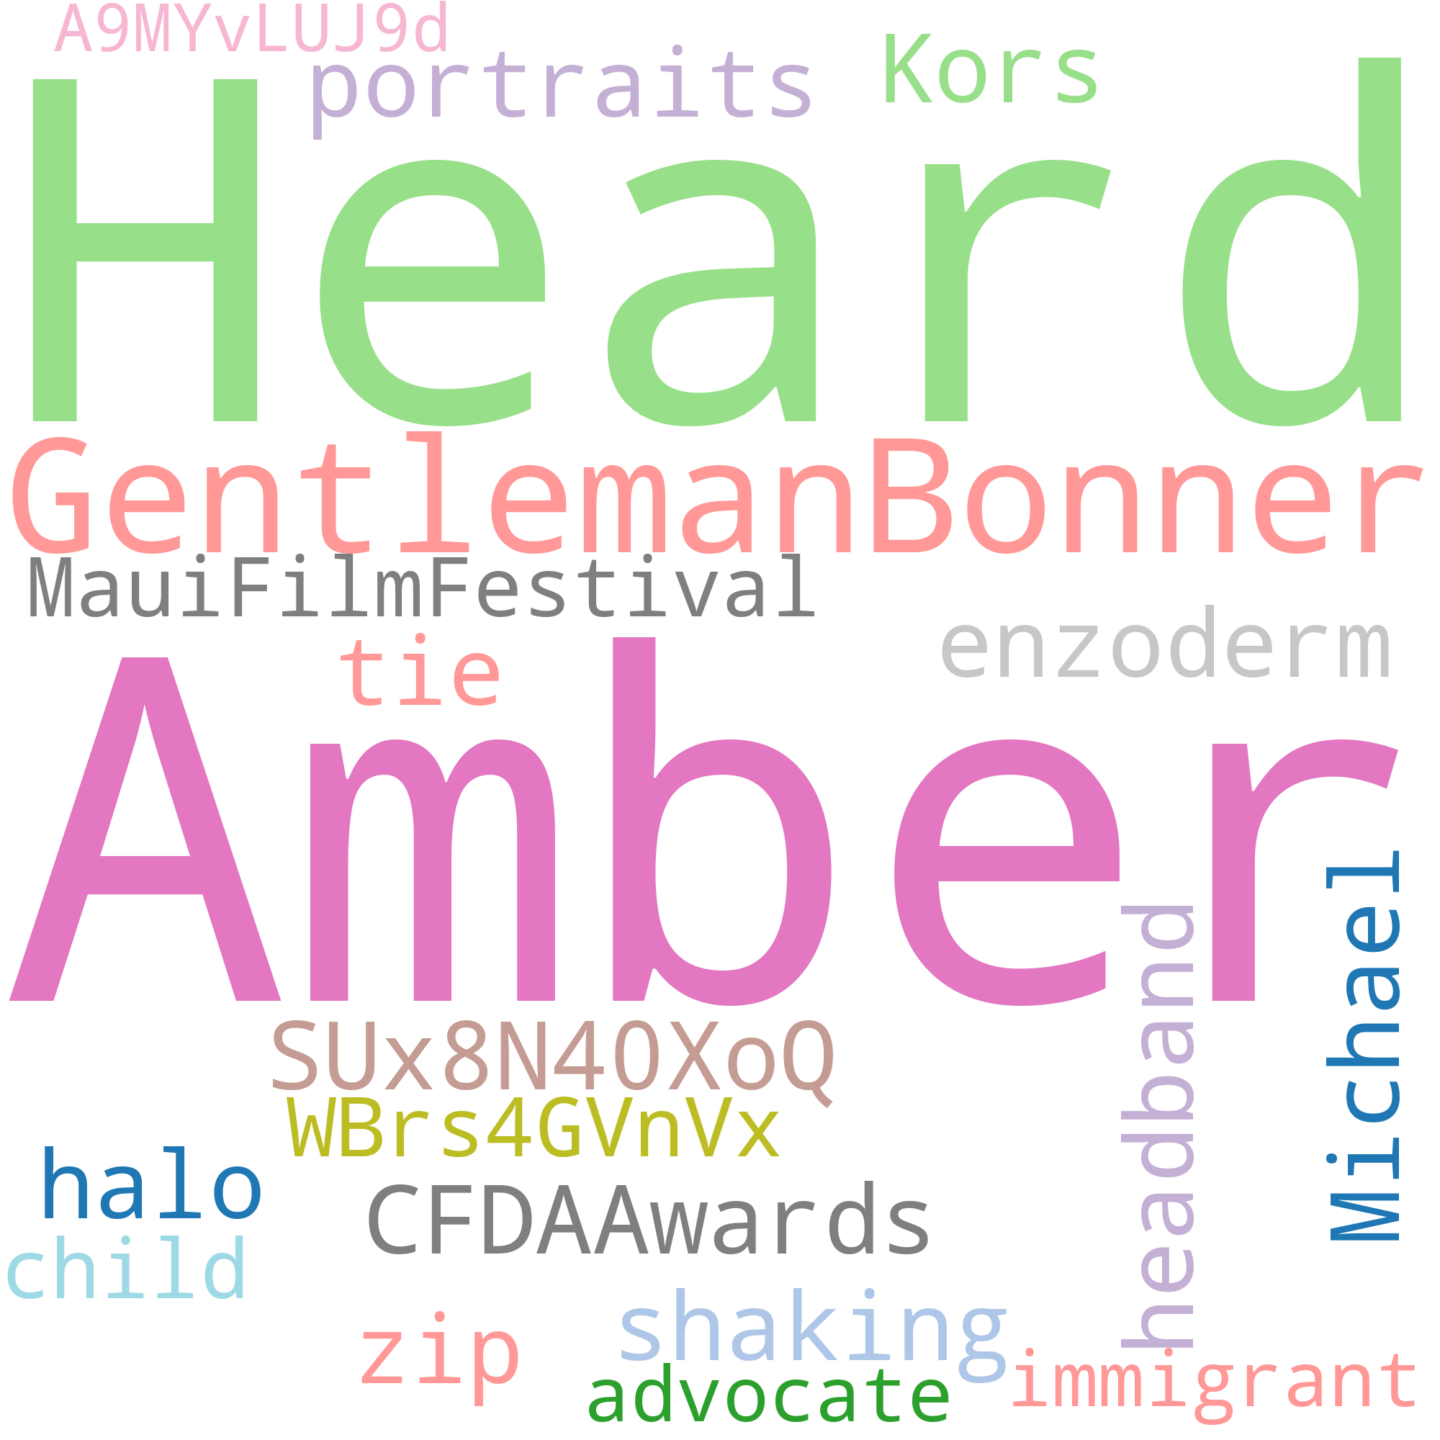 A9MYvLUJ9d
portraits
Kors
Heard
GentlemanBonner
MauiFilmFestival
enzoderm
tie
Amber
Michael
headband
SUx8N40XoQ
WBrs4GVnVx
halo
CFDAAwards
child
shaking
zip
immigrant
advocate